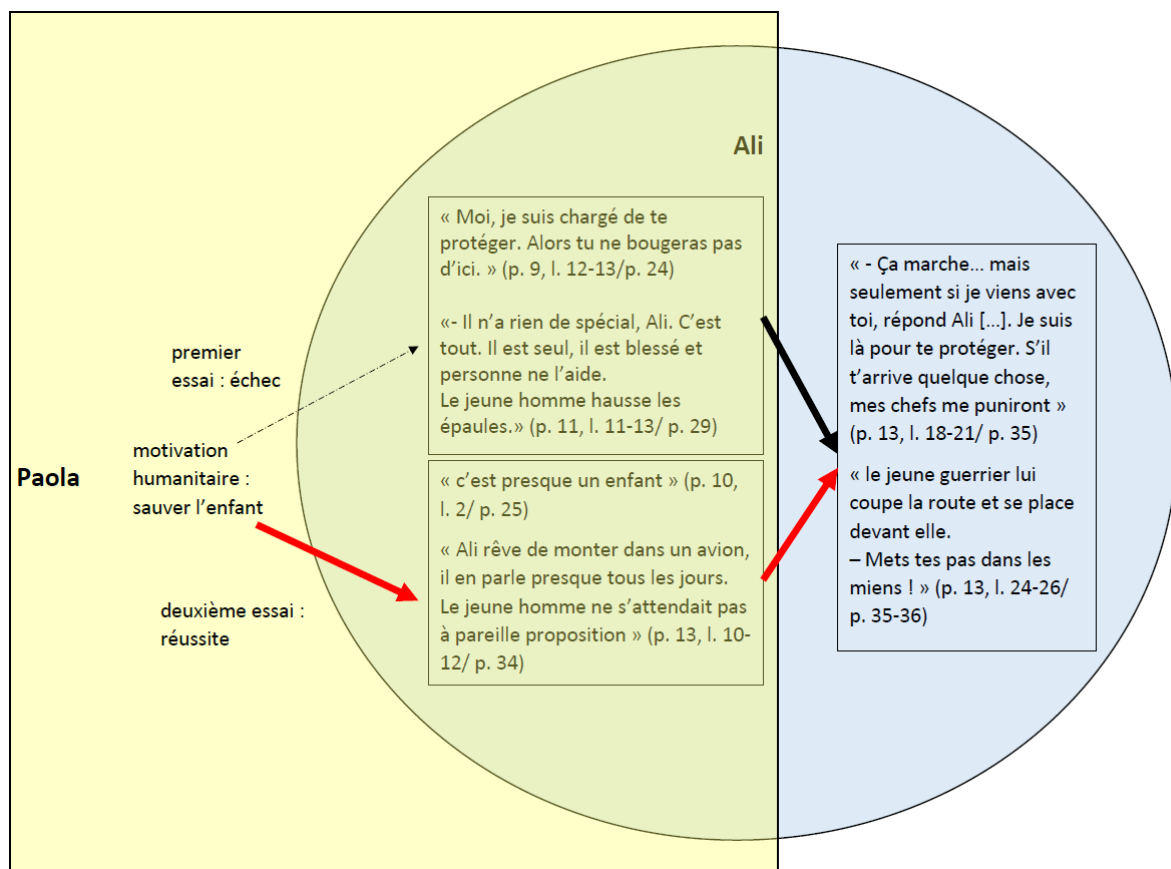 Ali
« Moi, je suis chargé de te
protéger. Alors tu ne bougeras pas
d’ici. » (p. 9, l. 12-13/p. 24)
«- Il n’a rien de spécial, Ali. C’est
tout. Il est seul, il est blessé et
personne ne l’aide.
Le jeune homme hausse les
épaules.» (p. 11, l. 11-13/ p. 29)
« - Ça marche... mais
seulement si je viens avec
toi, répond Ali [...]. Je suis
là pour te protéger. S’il
t’arrive quelque chose,
mes chefs me puniront »
(p. 13, l. 18-21/ p. 35)
« le jeune guerrier lui
coupe la route et se place
devant elle.
– Mets tes pas dans les
miens ! » (p. 13, l. 24-26/
p. 35-36)
premier
essai : échec
Paola
motivation
humanitaire :
sauver l’enfant
« c’est presque un enfant » (p. 10,
l. 2/ p. 25)
« Ali rêve de monter dans un avion,
il en parle presque tous les jours.
Le jeune homme ne s’attendait pas
à pareille proposition » (p. 13, l. 10-
12/ p. 34)
deuxième essai :
réussite